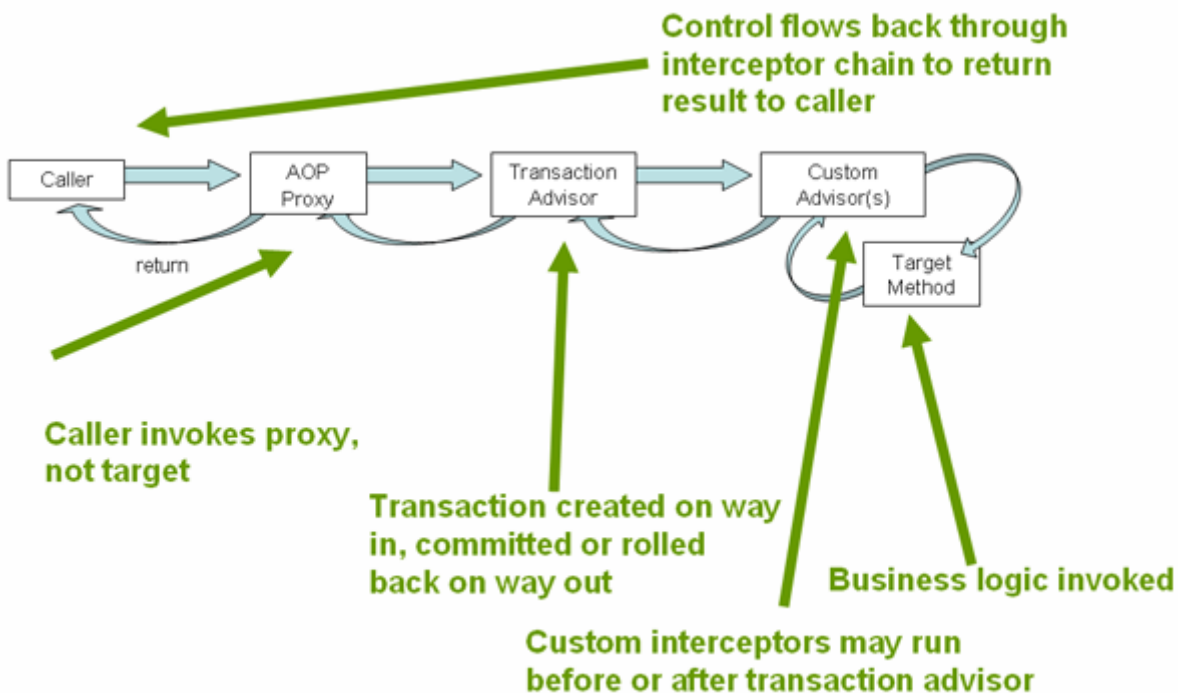 Control flows back through
interceptor chain to return
result to caller
Caller
AOP
Proxy
Transaction
Advisor
Custom
Advisor(s)
return
Target
Method
Caller invokes proxy,
not target
Transaction created on way
in, committed or rolled
back on way out
Business logic invoked
Custom interceptors may run
before or after transaction advisor